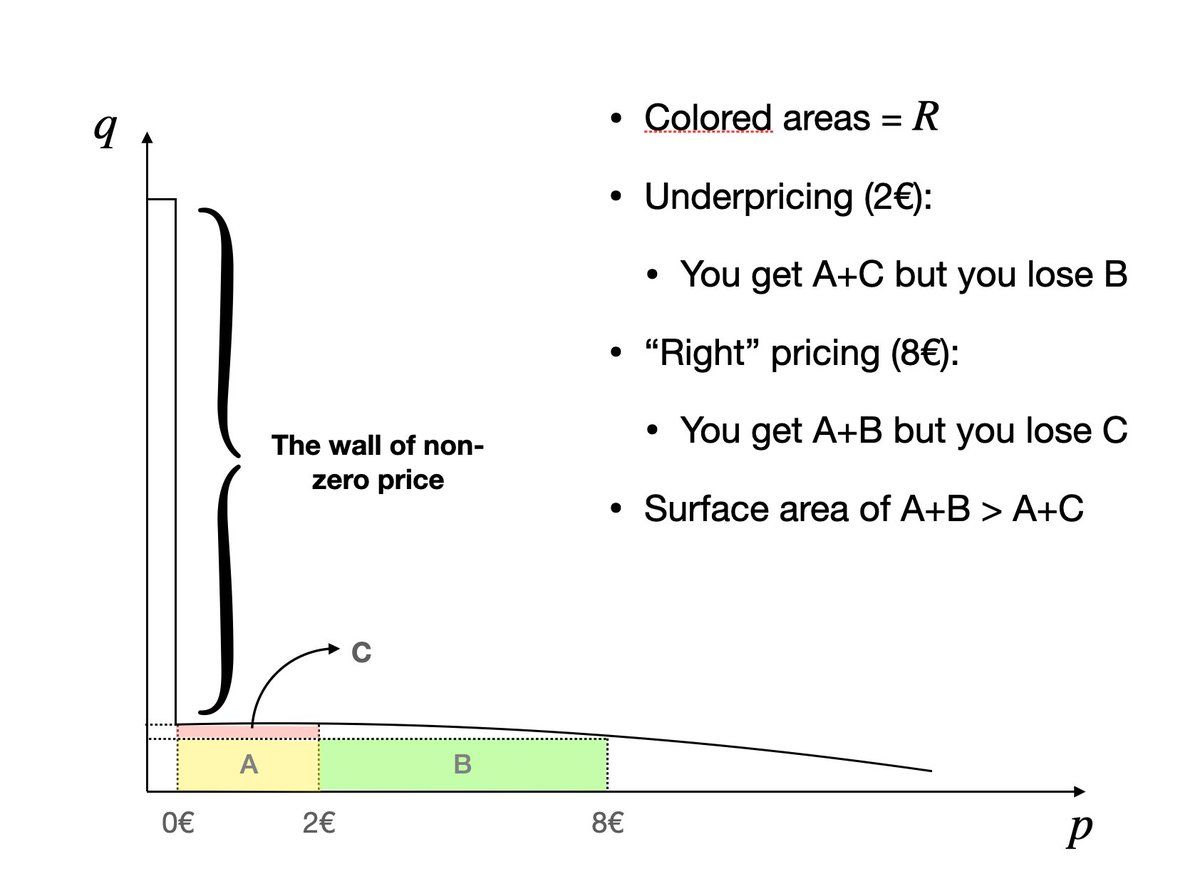 q
• Colored areas = R
• Underpricing (2€):
• You get A+C but you lose B
• “Right” pricing (8€):
• You get A+B but you lose C
• Surface area of A+B > A+C
The wall of non-
zero price
C
A
B
0€
2€
8€
p